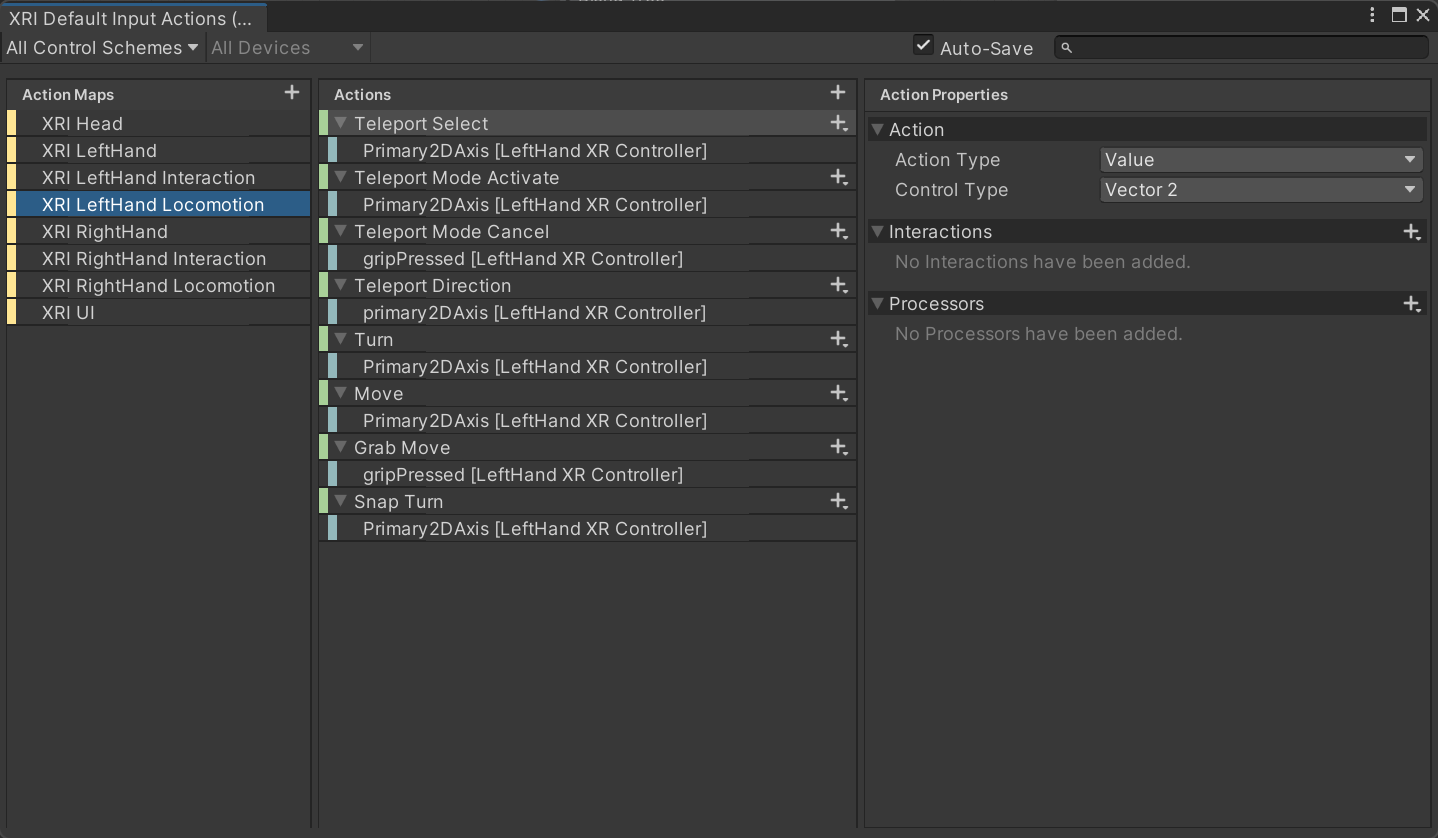 XRI Default Input Actions (...
All Control Schemes All Devices Auto-Save
Action Maps
XRI Head
XRI LeftHand
XRI LeftHand Interaction
XRI LeftHand Locomotion
XRI RightHand
XRI RightHand Interaction
XRI RightHand Locomotion
XRI UI
Actions
Teleport Select
Primary2DAxis [LeftHand XR Controller]
Teleport Mode Activate
Primary2DAxis [LeftHand XR Controller]
Teleport Mode Cancel
gripPressed [LeftHand XR Controller]
Teleport Direction
primary2DAxis [LeftHand XR Controller]
Turn
Primary2DAxis [LeftHand XR Controller]
Move
Primary2DAxis [LeftHand XR Controller]
Grab Move
gripPressed [LeftHand XR Controller]
Snap Turn
Primary2DAxis [LeftHand XR Controller]
Action Properties
Action
Action Type Value
Control Type Vector 2
Interactions
No Interactions have been added.
Processors
No Processors have been added.